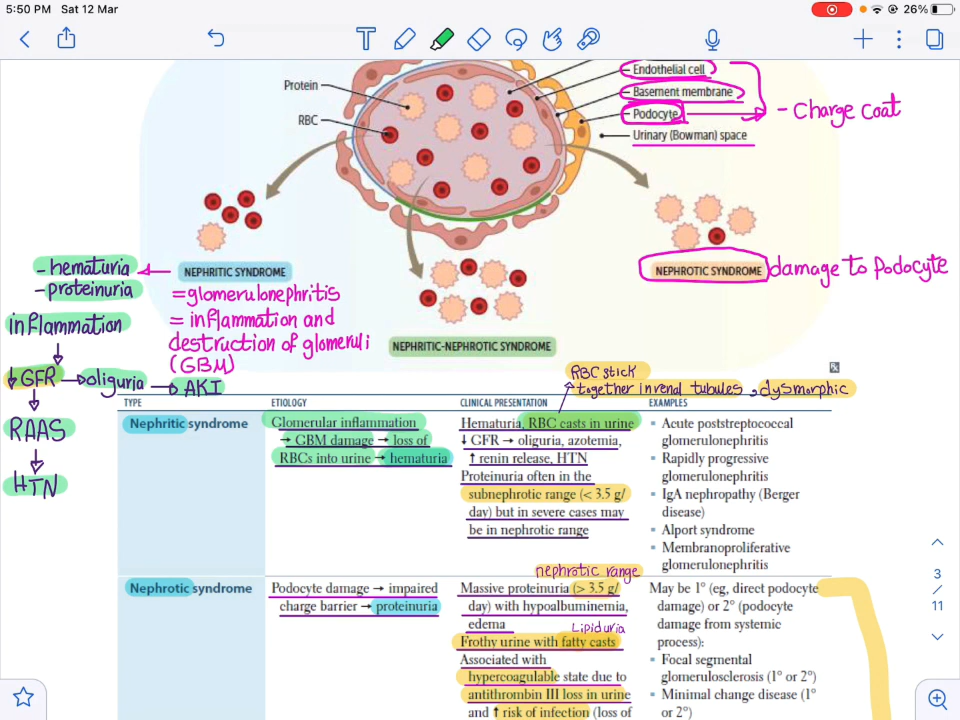 5:50 PM Sat 12 Mar
26%
T
Protein
RBC
Endothelial cell
Basement membrane
Podocyte
Urinary (Bowman) space
- Charge coat
NEPHRITIC SYNDROME
NEPHROTIC SYNDROME
damage to Podocyte
NEPHRITIC-NEPHROTIC SYNDROME
- hematuria
- proteinuria
=glomerulonephritis
= inflammation and
destruction of glomeruli
(GBM)
inflammation
↓ GFR → oliguria → AKI
RAAS
HTN
RBC stick
together in renal tubules, dysmorphic
Rx
TYPE ETIOLOGY CLINICAL PRESENTATION EXAMPLES
Nephritic syndrome
Glomerular inflammation
→ GBM damage → loss of
RBCs into urine → hematuria
Hematuria, RBC casts in urine
↓ GFR → oliguria, azotemia,
↑ renin release, HTN
Proteinuria often in the
subnephrotic range (< 3.5 g/
day) but in severe cases may
be in nephrotic range
▪ Acute poststreptococcal
glomerulonephritis
▪ Rapidly progressive
glomerulonephritis
▪ IgA nephropathy (Berger
disease)
▪ Alport syndrome
▪ Membranoproliferative
glomerulonephritis
nephrotic range
Nephrotic syndrome
Podocyte damage → impaired
charge barrier → proteinuria
Massive proteinuria (> 3.5 g/
day) with hypoalbuminemia,
edema
Lipiduria
Frothy urine with fatty casts
Associated with
hypercoagulable state due to
antithrombin III loss in urine
and ↑ risk of infection (loss of
May be 1° (eg, direct podocyte
damage) or 2° (podocyte
damage from systemic
process):
▪ Focal segmental
glomerulosclerosis (1° or 2°)
▪ Minimal change disease (1°
or 2°)
3
/
11